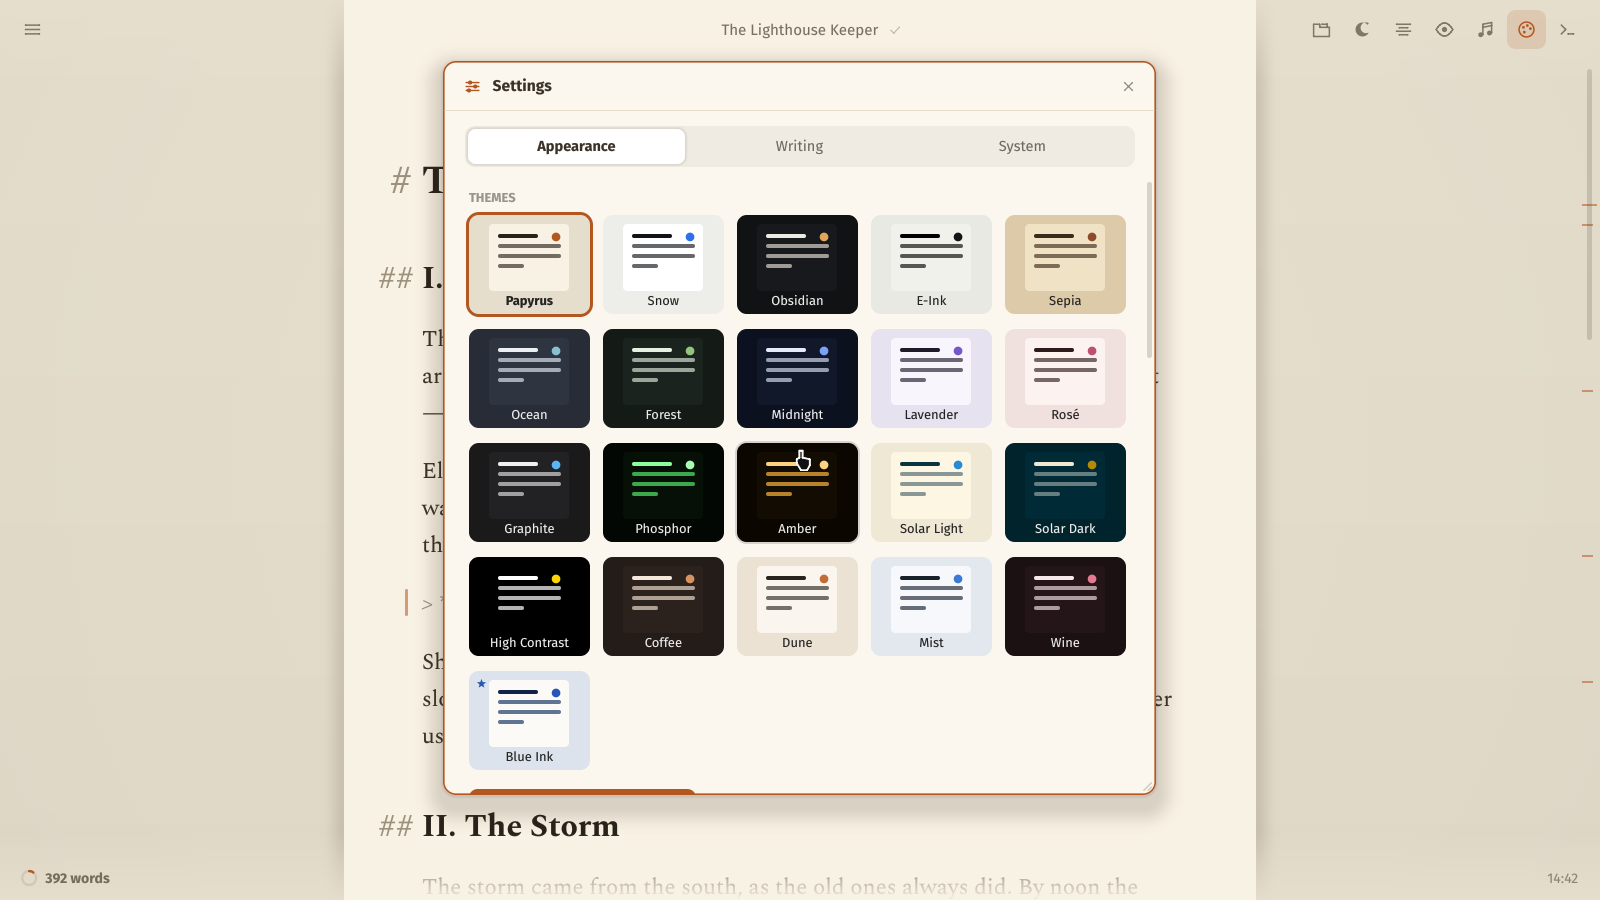 The Lighthouse Keeper
Settings
Appearance
Writing
System
THEMES
Papyrus
Snow
Obsidian
E-Ink
Sepia
Ocean
Forest
Midnight
Lavender
Rosé
Graphite
Phosphor
Amber
Solar Light
Solar Dark
High Contrast
Coffee
Dune
Mist
Wine
Blue Ink
#
## I.
>
## II. The Storm
The storm came from the south, as the old ones always did. By noon the
392 words
14:42